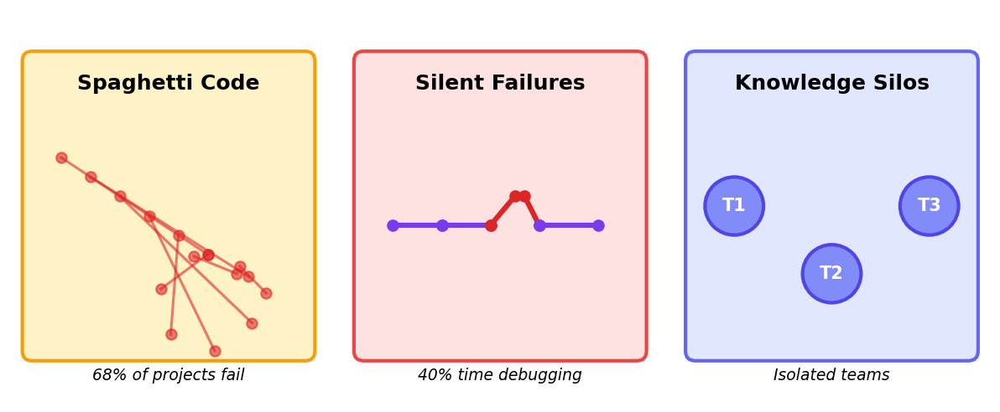 Spaghetti Code
Silent Failures
Knowledge Silos
T1
T3
T2
68% of projects fail
40% time debugging
Isolated teams